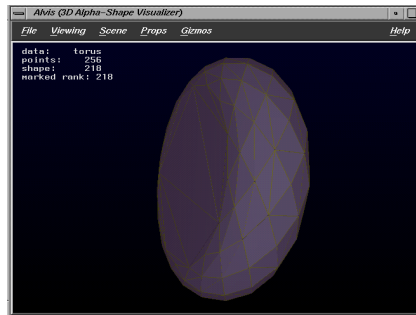 Alvis (3D Alpha-Shape Visualizer)
File Viewing Scene Props Gizmos Help
data: torus
points: 256
shape: 218
marked rank: 218